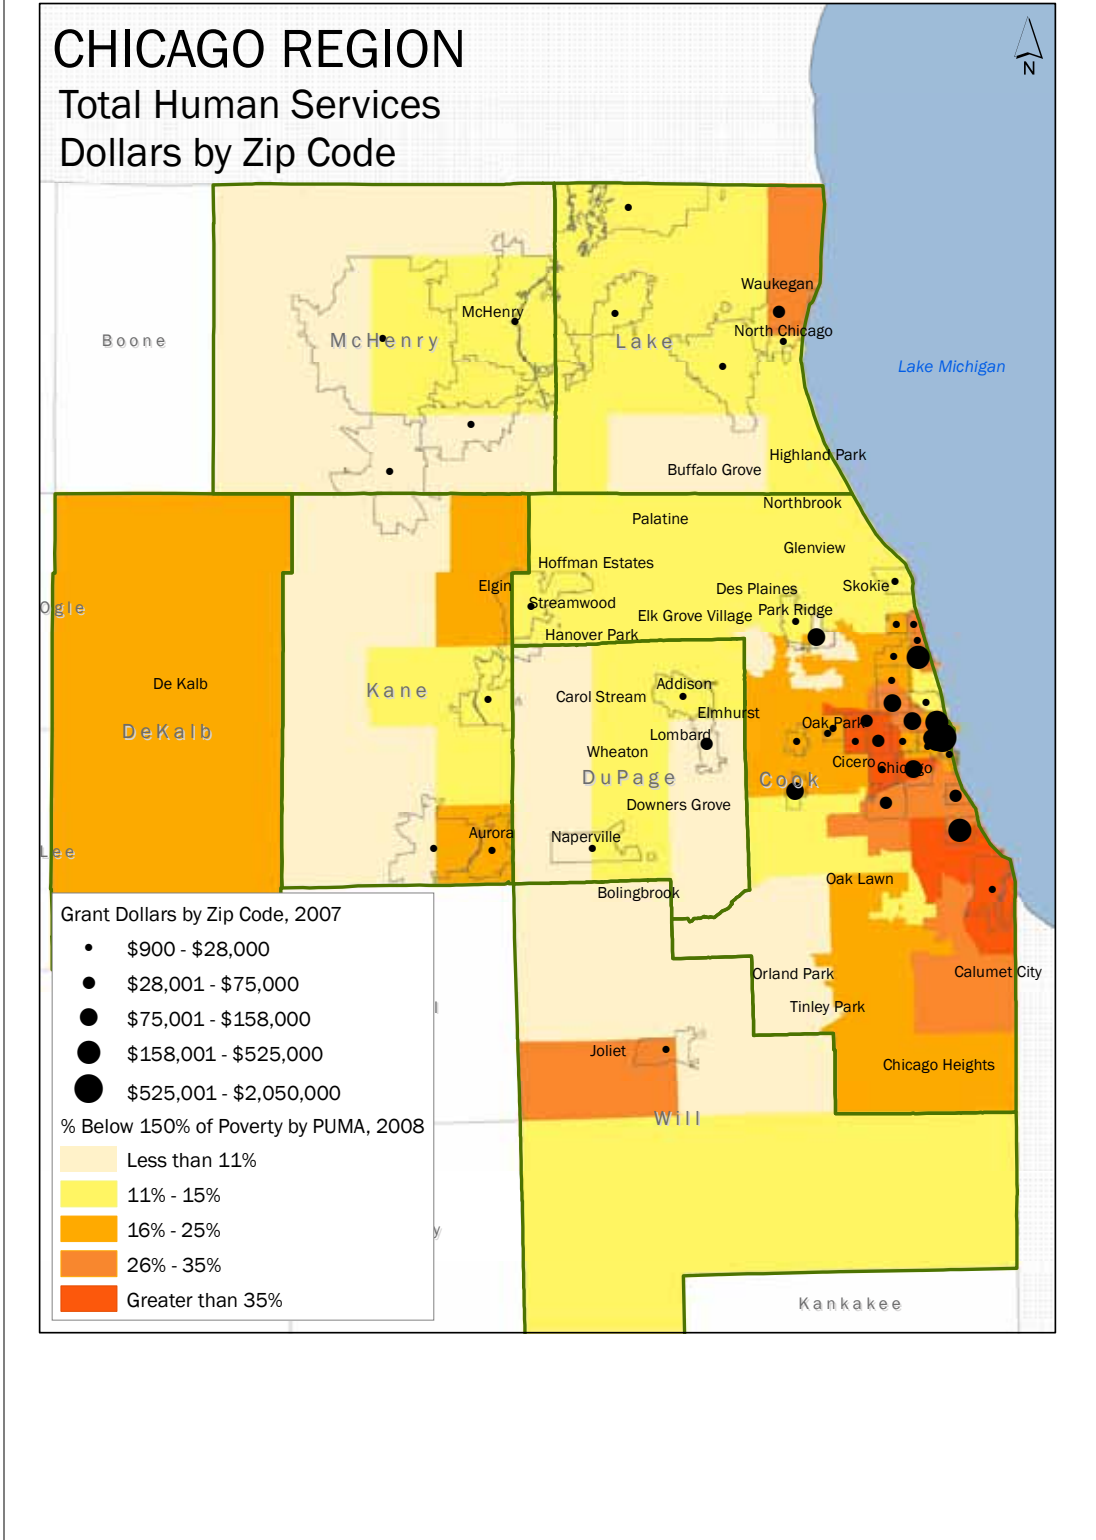 CHICAGO REGION
Total Human Services
Dollars by Zip Code
N
Waukegan
McHenry
North Chicago
Boone
McHenry
Lake
Lake Michigan
Highland Park
Buffalo Grove
Northbrook
Palatine
Glenview
Hoffman Estates
Elgin
Des Plaines
Skokie
Streamwood
Ogle
Park Ridge
Elk Grove Village
Hanover Park
De Kalb
Addison
Kane
Carol Stream
Elmhurst
Oak Park
DeKalb
Lombard
Wheaton
Cicero
Chicago
DuPage
Cook
Downers Grove
Aurora
Naperville
Lee
Oak Lawn
Bolingbrook
Orland Park
Calumet City
Tinley Park
Joliet
Chicago Heights
Will
Kankakee
Grant Dollars by Zip Code, 2007
$900 - $28,000
$28,001 - $75,000
$75,001 - $158,000
$158,001 - $525,000
$525,001 - $2,050,000
% Below 150% of Poverty by PUMA, 2008
Less than 11%
11% - 15%
16% - 25%
26% - 35%
Greater than 35%